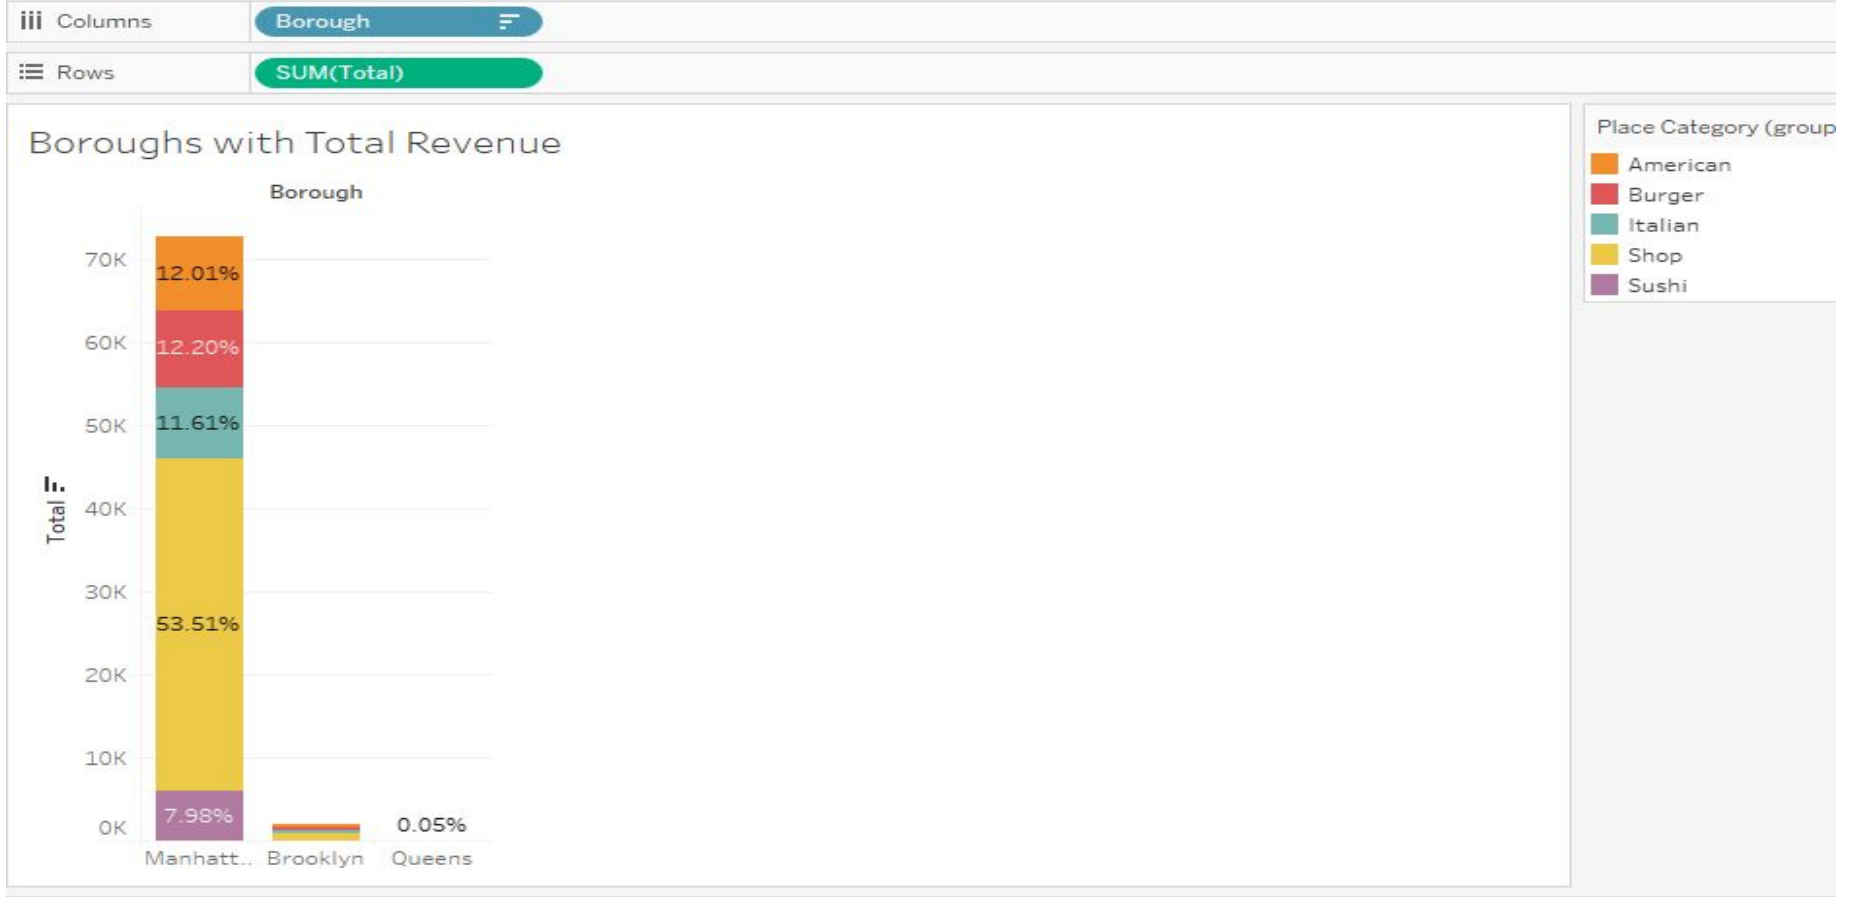 Columns
Borough
Rows
SUM(Total)
Boroughs with Total Revenue
Borough
70K
60K
50K
40K
30K
20K
10K
0K
Total
12.01%
12.20%
11.61%
53.51%
7.98%
0.05%
Manhatt..
Brooklyn
Queens
Place Category (group
American
Burger
Italian
Shop
Sushi